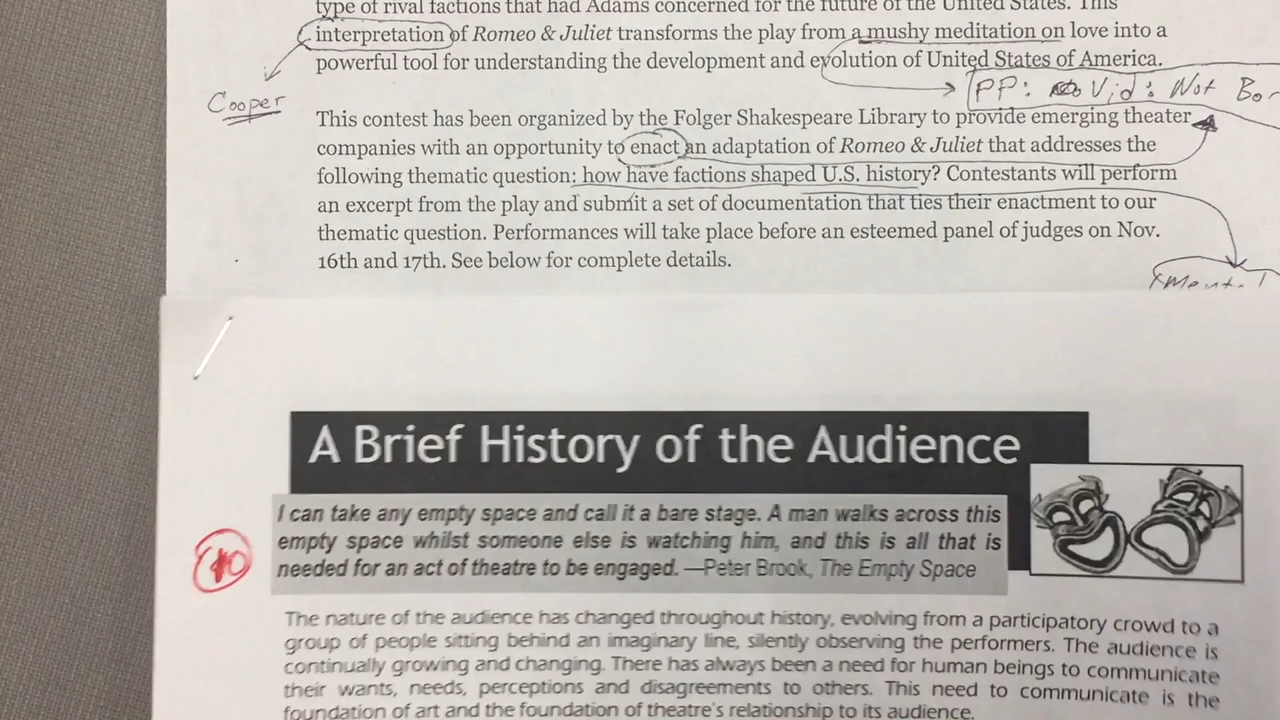 type of rival factions that had Adams concerned for the future of the United States. This
interpretation of Romeo & Juliet transforms the play from a mushy meditation on love into a
powerful tool for understanding the development and evolution of United States of America.
PP: Vid: Not Bo
Cooper
This contest has been organized by the Folger Shakespeare Library to provide emerging theater
companies with an opportunity to enact an adaptation of Romeo & Juliet that addresses the
following thematic question: how have factions shaped U.S. history? Contestants will perform
an excerpt from the play and submit a set of documentation that ties their enactment to our
thematic question. Performances will take place before an esteemed panel of judges on Nov.
16th and 17th. See below for complete details.
A Brief History of the Audience
I can take any empty space and call it a bare stage. A man walks across this
empty space whilst someone else is watching him, and this is all that is
needed for an act of theatre to be engaged. —Peter Brook, The Empty Space
10
The nature of the audience has changed throughout history, evolving from a participatory crowd to a
group of people sitting behind an imaginary line, silently observing the performers. The audience is
continually growing and changing. There has always been a need for human beings to communicate
their wants, needs, perceptions and disagreements to others. This need to communicate is the
foundation of art and the foundation of theatre's relationship to its audience.